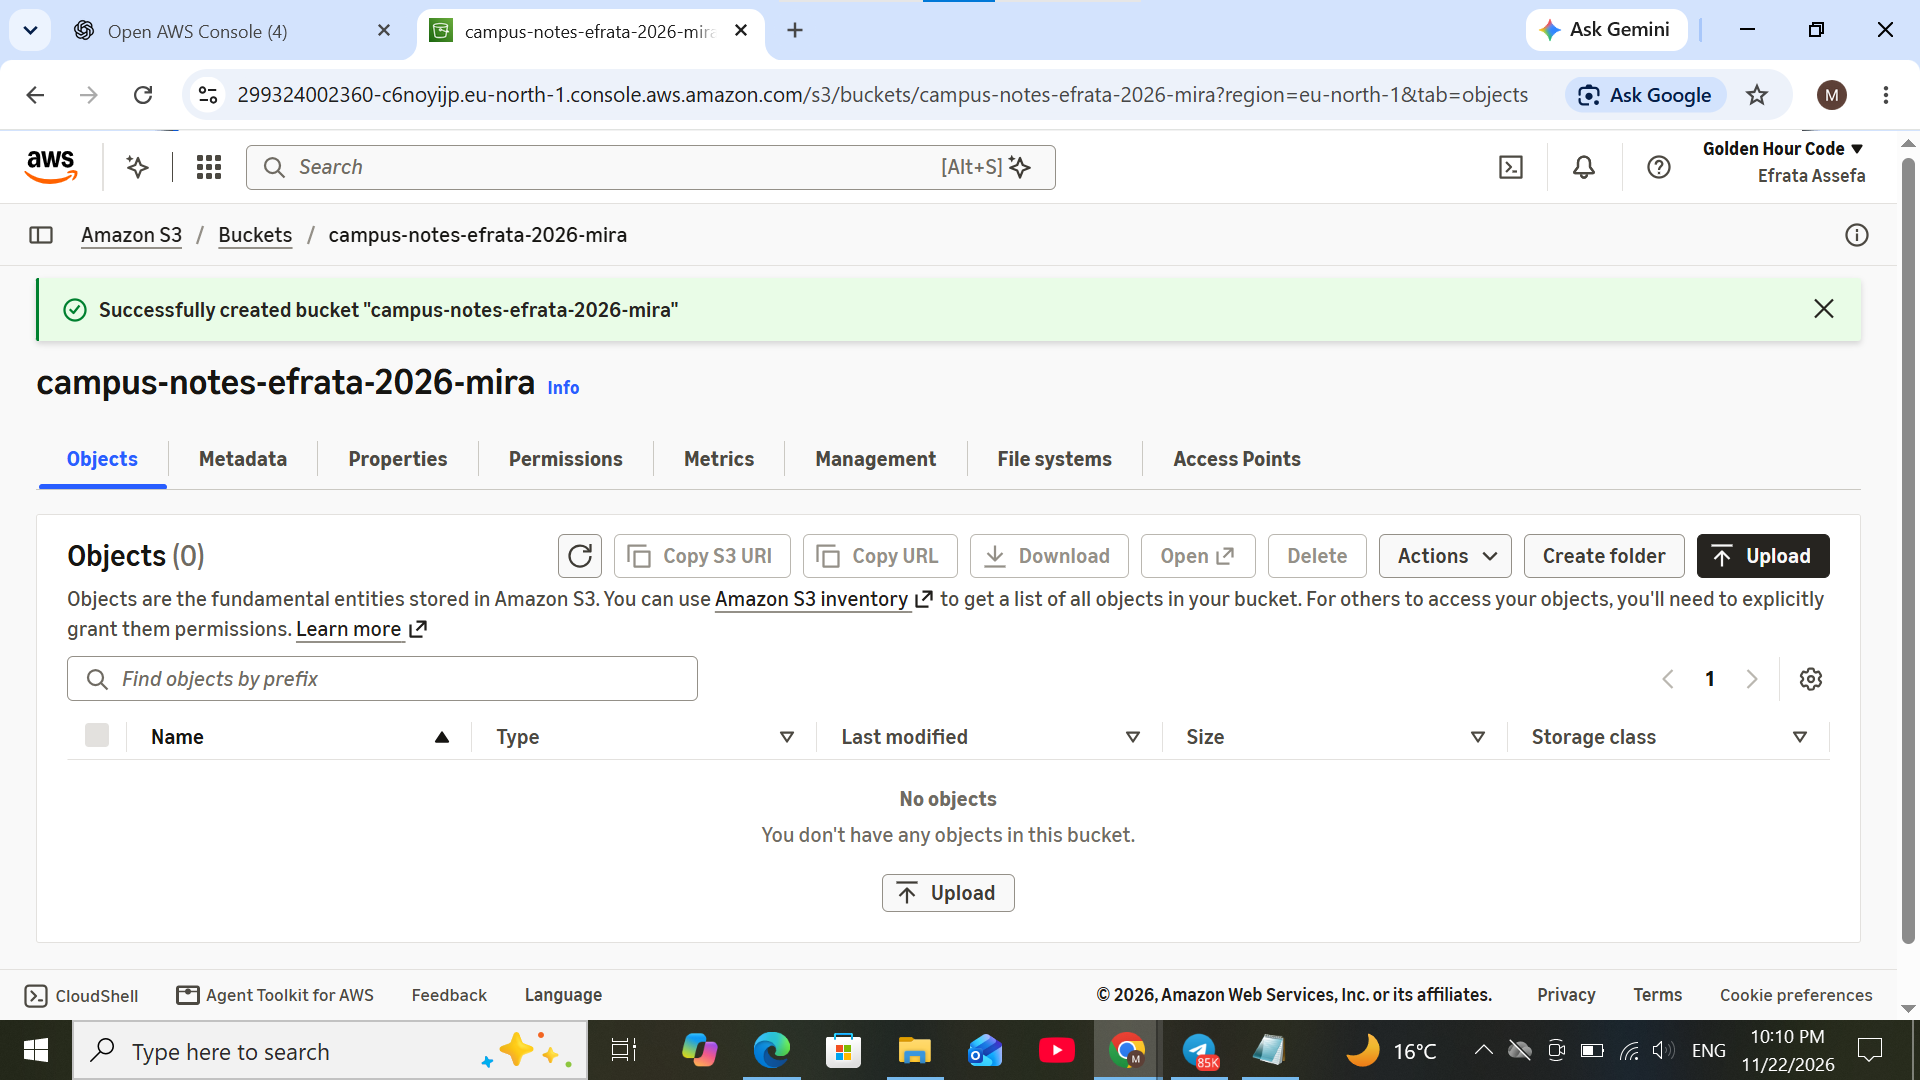 Open AWS Console (4)
campus-notes-efrata-2026-mira
Ask Gemini
299324002360-c6noyijp.eu-north-1.console.aws.amazon.com/s3/buckets/campus-notes-efrata-2026-mira?region=eu-north-1&tab=objects
Ask Google
M
aws
Search
[Alt+S]
Golden Hour Code
Efrata Assefa
Amazon S3 / Buckets / campus-notes-efrata-2026-mira
Successfully created bucket "campus-notes-efrata-2026-mira"
campus-notes-efrata-2026-mira Info
Objects Metadata Properties Permissions Metrics Management File systems Access Points
Objects (0)
Copy S3 URI Copy URL Download Open Delete Actions Create folder Upload
Objects are the fundamental entities stored in Amazon S3. You can use Amazon S3 inventory to get a list of all objects in your bucket. For others to access your objects, you'll need to explicitly
grant them permissions. Learn more
Find objects by prefix
1
Name Type Last modified Size Storage class
No objects
You don't have any objects in this bucket.
Upload
CloudShell Agent Toolkit for AWS Feedback Language © 2026, Amazon Web Services, Inc. or its affiliates. Privacy Terms Cookie preferences
Type here to search
M
85K
16°C
ENG
10:10 PM
11/22/2026